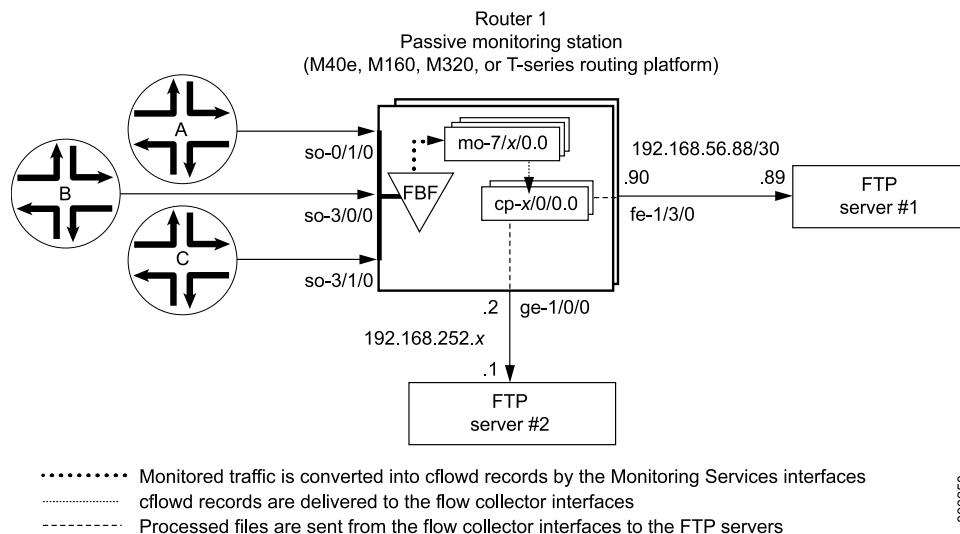 Router 1
Passive monitoring station
(M40e, M160, M320, or T-series routing platform)
A
B
C
so-0/1/0
so-3/0/0
so-3/1/0
FBF
mo-7/x/0.0
cp-x/0/0.0
192.168.56.88/30
.90
.89
fe-1/3/0
FTP
server #1
.2
ge-1/0/0
192.168.252.x
.1
FTP
server #2
Monitored traffic is converted into cflowd records by the Monitoring Services interfaces
cflowd records are delivered to the flow collector interfaces
Processed files are sent from the flow collector interfaces to the FTP servers